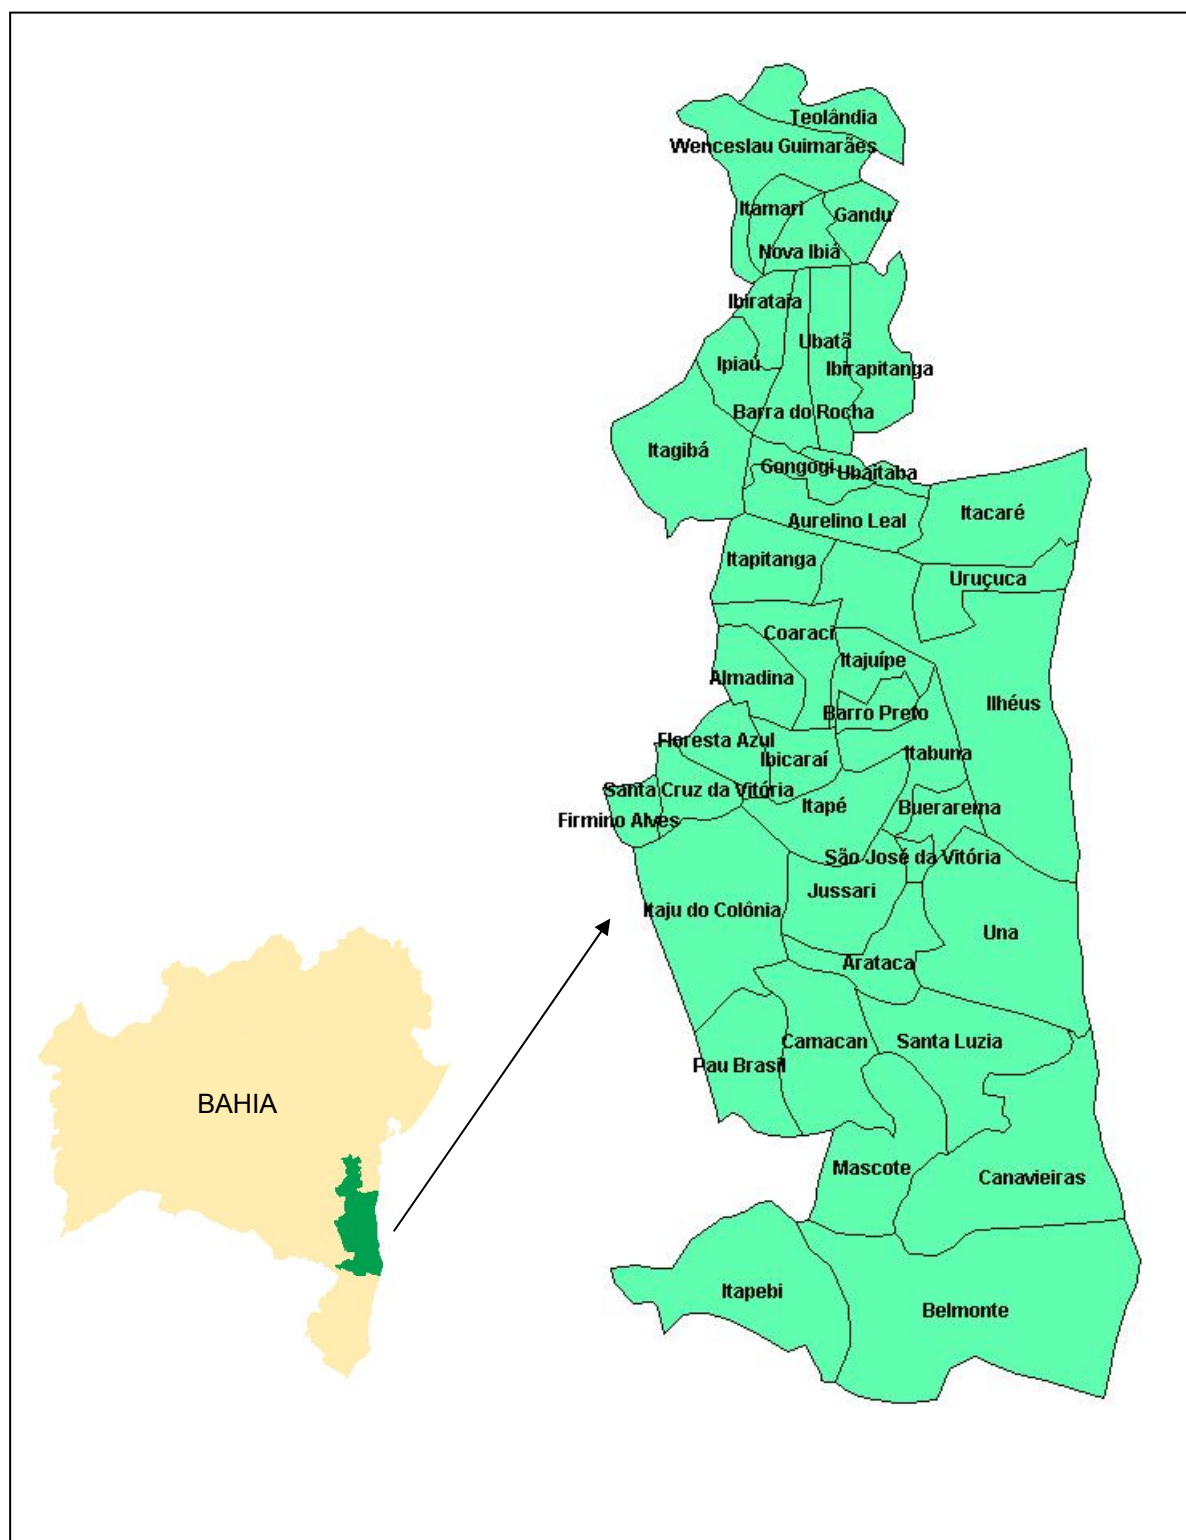 Teolândia
Wenceslau Guimarães
Itamari
Gandu
Nova Ibiá
Ibirataia
Ubatã
Ipiaú
Ibirapitanga
Barra do Rocha
Itagibá
Gongogi
Ubaitaba
Aurelino Leal
Itacaré
Itapitanga
Uruçuca
Coaraci
Itajuípe
Almadina
Ilhéus
Barro Preto
Floresta Azul
Ibicaraí
Itabuna
Santa Cruz da Vitória
Itapé
Buerarema
Firmino Alves
São José da Vitória
Jussari
Itaju do Colônia
Una
Arataca
Camacan
Santa Luzia
Pau Brasil
BAHIA
Mascote
Canavieiras
Itapebi
Belmonte